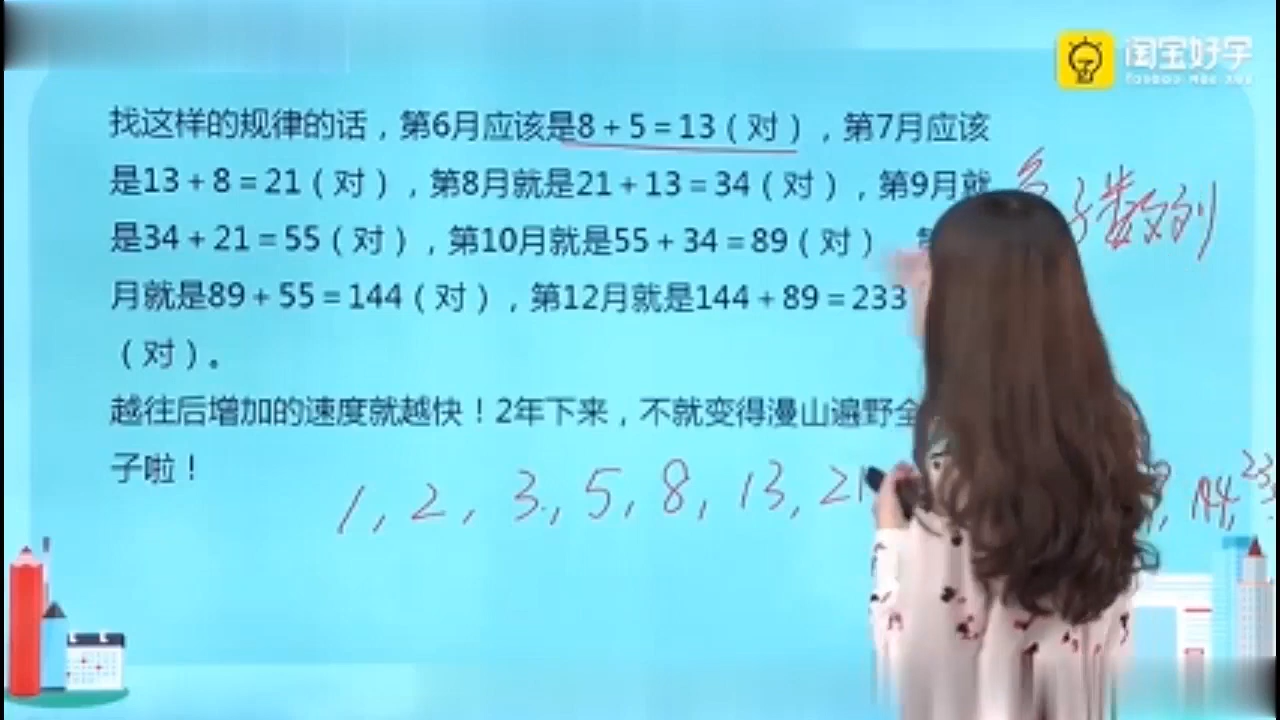 淘宝好字
找这样的规律的话，第6月应该是8＋5＝13（对），第7月应该
是13＋8＝21（对），第8月就是21＋13＝34（对），第9月就
是34＋21＝55（对），第10月就是55＋34＝89（对）
月就是89＋55＝144（对），第12月就是144＋89＝233
（对）。
越往后增加的速度就越快！2年下来，不就变得漫山遍野全
子啦！
子数列
1, 2, 3, 5, 8, 13, 21
144, 233